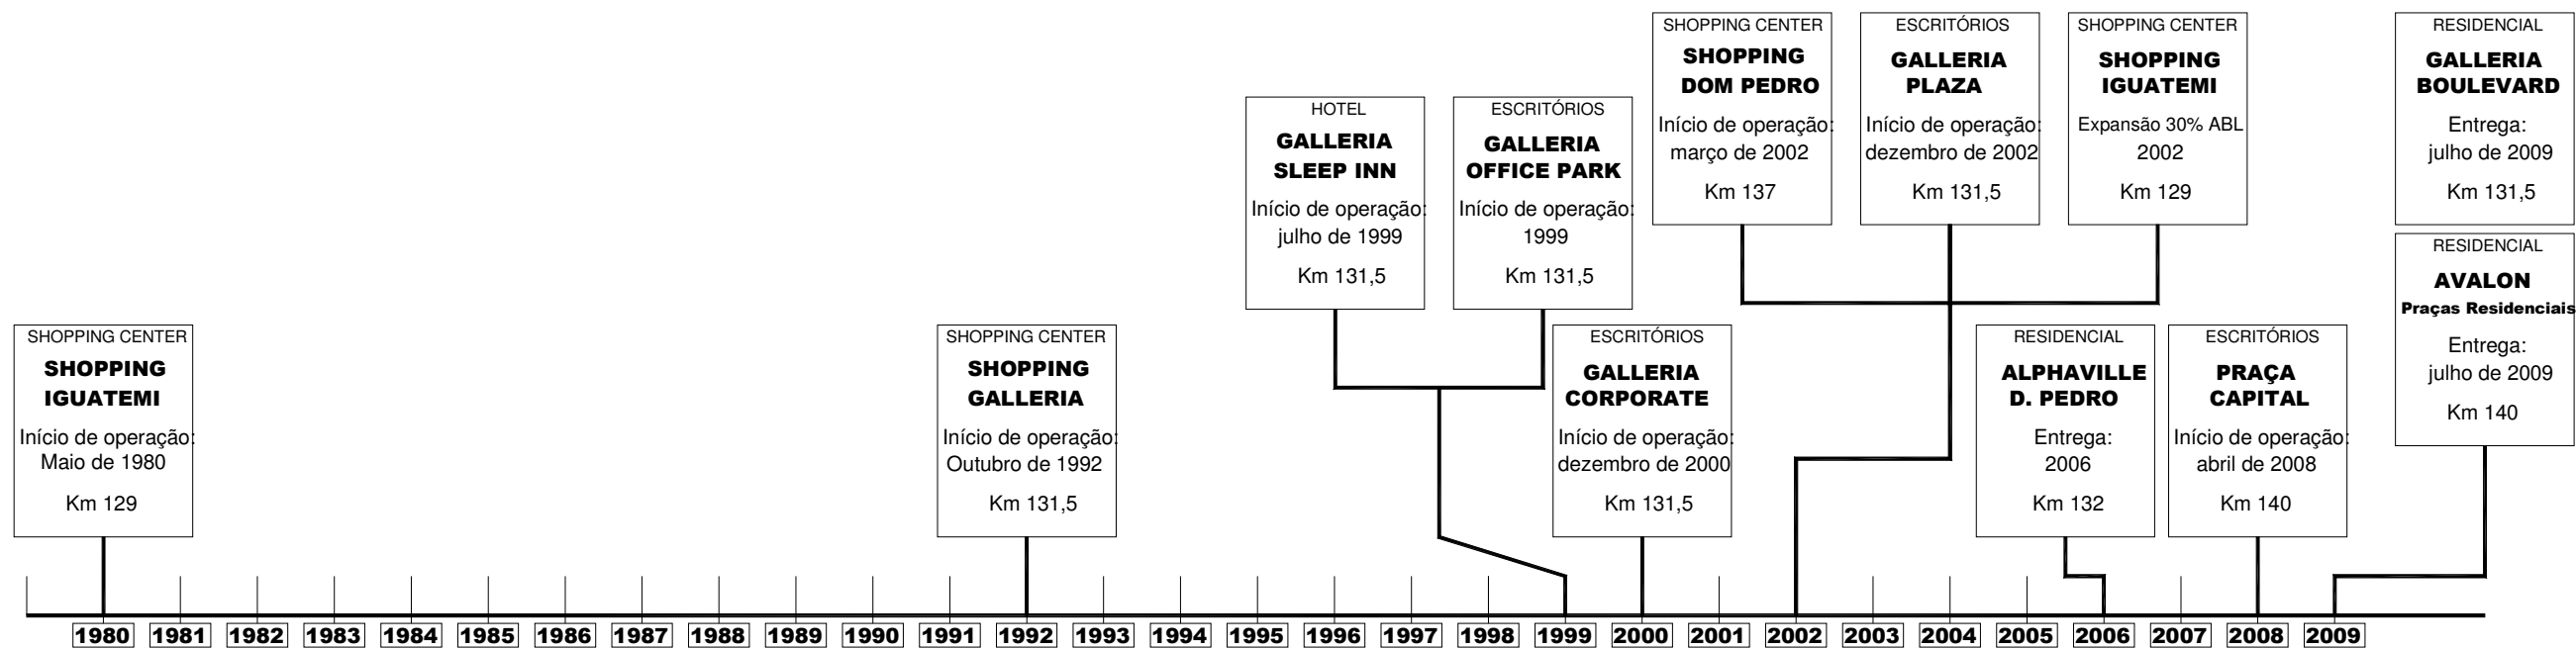 SHOPPING CENTER
SHOPPING
IGUATEMI
Início de operação:
Maio de 1980
Km 129
SHOPPING CENTER
SHOPPING
GALLERIA
Início de operação:
Outubro de 1992
Km 131,5
HOTEL
GALLERIA
SLEEP INN
Início de operação:
julho de 1999
Km 131,5
ESCRITÓRIOS
GALLERIA
OFFICE PARK
Início de operação:
1999
Km 131,5
ESCRITÓRIOS
GALLERIA
CORPORATE
Início de operação:
dezembro de 2000
Km 131,5
SHOPPING CENTER
SHOPPING
DOM PEDRO
Início de operação:
março de 2002
Km 137
ESCRITÓRIOS
GALLERIA
PLAZA
Início de operação:
dezembro de 2002
Km 131,5
SHOPPING CENTER
SHOPPING
IGUATEMI
Expansão 30% ABL
2002
Km 129
RESIDENCIAL
ALPHAVILLE
D. PEDRO
Entrega:
2006
Km 132
ESCRITÓRIOS
PRAÇA
CAPITAL
Início de operação:
abril de 2008
Km 140
RESIDENCIAL
GALLERIA
BOULEVARD
Entrega:
julho de 2009
Km 131,5
RESIDENCIAL
AVALON
Praças Residenciais
Entrega:
julho de 2009
Km 140
1980 1981 1982 1983 1984 1985 1986 1987 1988 1989 1990 1991 1992 1993 1994 1995 1996 1997 1998 1999 2000 2001 2002 2003 2004 2005 2006 2007 2008 2009